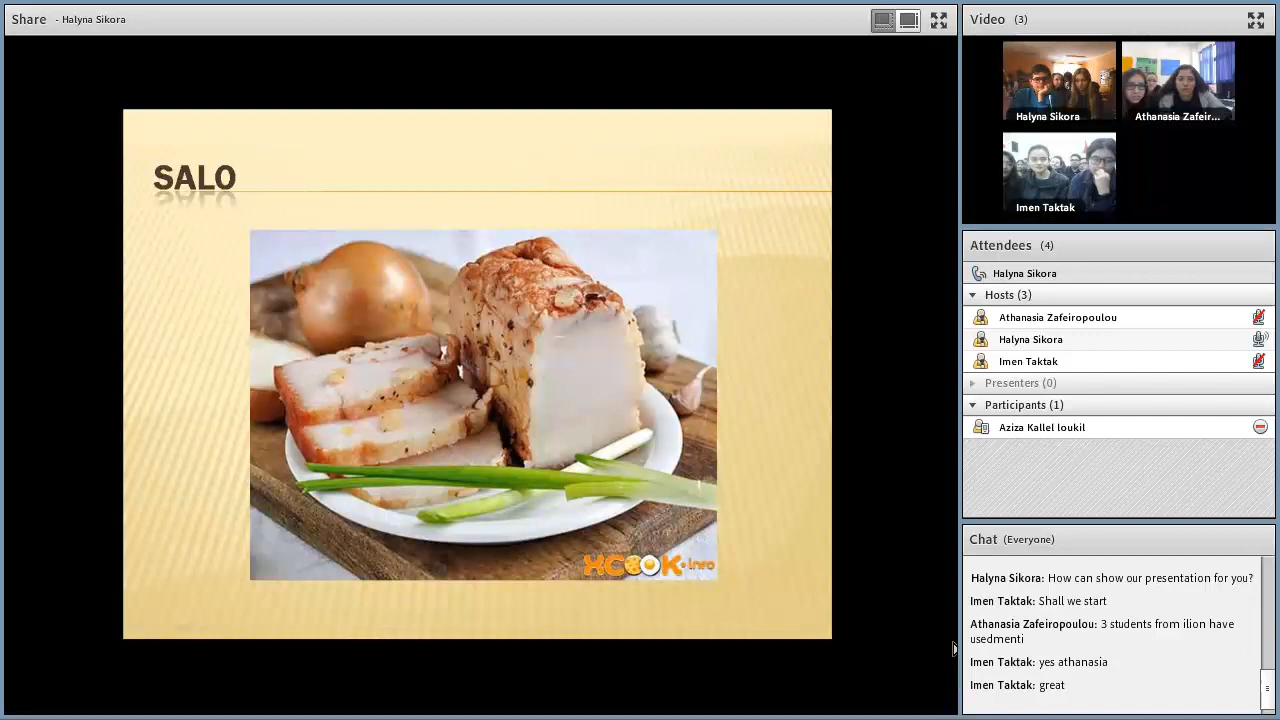 Share - Halyna Sikora
SALO
XCOOK.info
Video (3)
Halyna Sikora
Athanasia Zafeir...
Imen Taktak
Attendees (4)
Halyna Sikora
Hosts (3)
Athanasia Zafeiropoulou
Halyna Sikora
Imen Taktak
Presenters (0)
Participants (1)
Aziza Kallel loukil
Chat (Everyone)
Halyna Sikora: How can show our presentation for you?
Imen Taktak: Shall we start
Athanasia Zafeiropoulou: 3 students from ilion have
usedmenti
Imen Taktak: yes athanasia
Imen Taktak: great